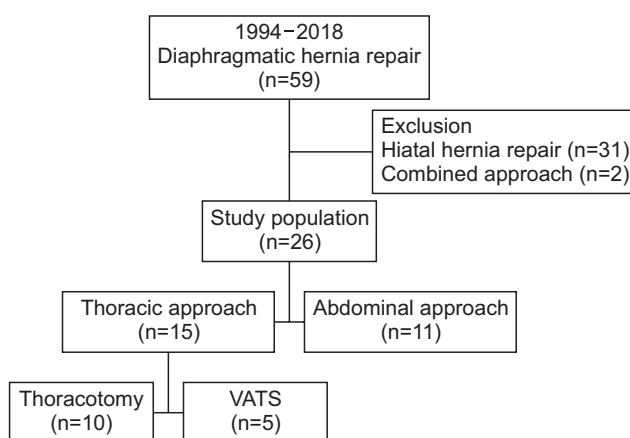 1994−2018
Diaphragmatic hernia repair
(n=59)
Exclusion
Hiatal hernia repair (n=31)
Combined approach (n=2)
Study population
(n=26)
Thoracic approach
(n=15)
Abdominal approach
(n=11)
Thoracotomy
(n=10)
VATS
(n=5)